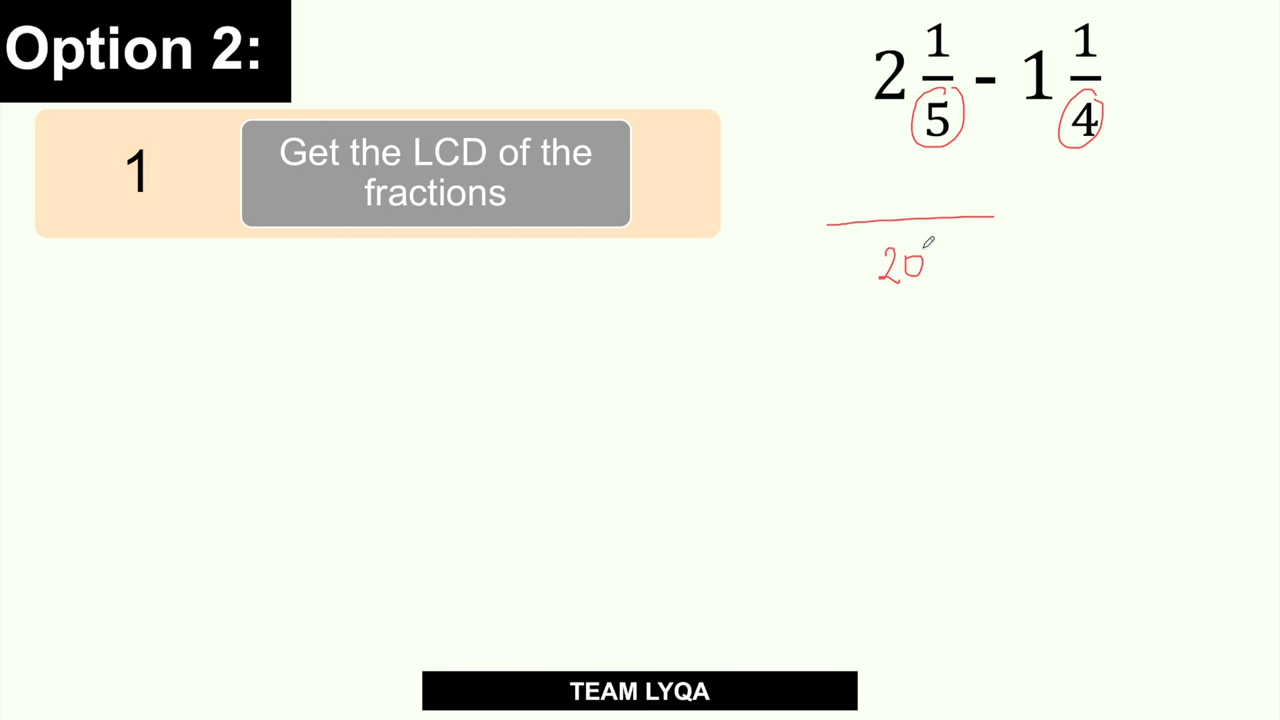 Option 2:
2 1/5 - 1 1/4
1
Get the LCD of the
fractions
20
TEAM LYQA